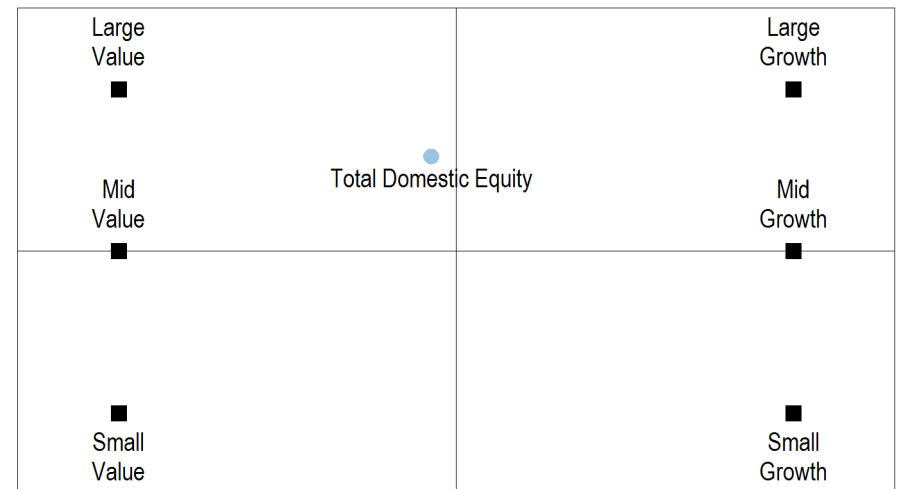 Large
Value
Large
Growth
Total Domestic Equity
Mid
Value
Mid
Growth
Small
Value
Small
Growth